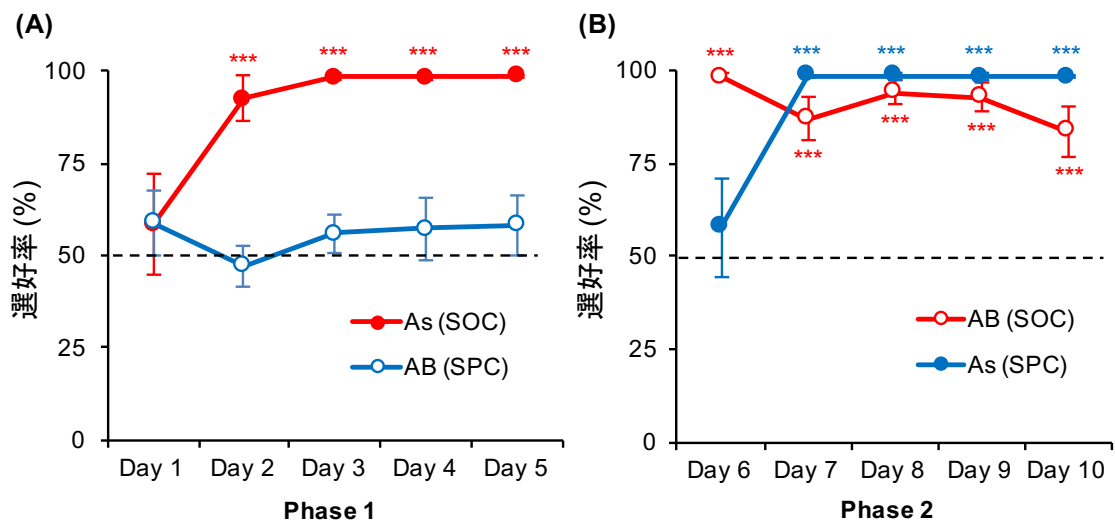 (A)
*** *** *** ***
100
75
50
25
0
選好率 (%)
As (SOC)
AB (SPC)
Day 1 Day 2 Day 3 Day 4 Day 5
Phase 1
(B)
*** *** *** *** ***
100
*** *** *** ***
75
50
25
0
選好率 (%)
AB (SOC)
As (SPC)
Day 6 Day 7 Day 8 Day 9 Day 10
Phase 2